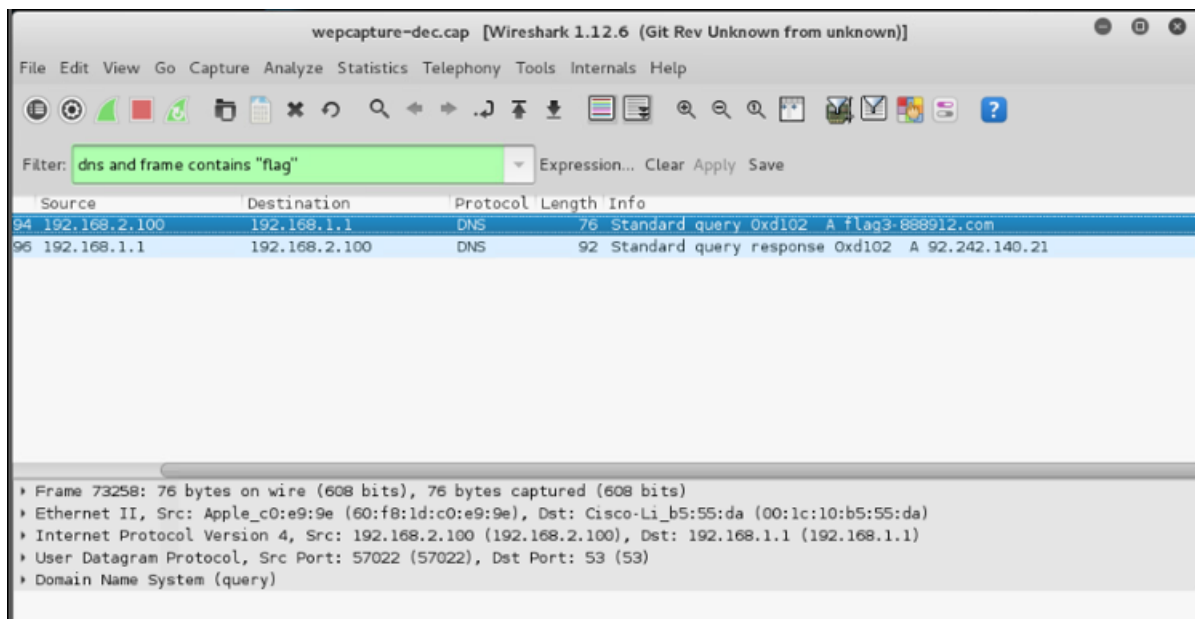 wepcapture-dec.cap [Wireshark 1.12.6 (Git Rev Unknown from unknown)]
File Edit View Go Capture Analyze Statistics Telephony Tools Internals Help
Filter: dns and frame contains "flag" Expression... Clear Apply Save
Source Destination Protocol Length Info
94 192.168.2.100 192.168.1.1 DNS 76 Standard query 0xd102 A flag3-888912.com
96 192.168.1.1 192.168.2.100 DNS 92 Standard query response 0xd102 A 92.242.140.21
Frame 73258: 76 bytes on wire (608 bits), 76 bytes captured (608 bits)
Ethernet II, Src: Apple_c0:e9:9e (60:f8:1d:c0:e9:9e), Dst: Cisco-Li_b5:55:da (00:1c:10:b5:55:da)
Internet Protocol Version 4, Src: 192.168.2.100 (192.168.2.100), Dst: 192.168.1.1 (192.168.1.1)
User Datagram Protocol, Src Port: 57022 (57022), Dst Port: 53 (53)
Domain Name System (query)